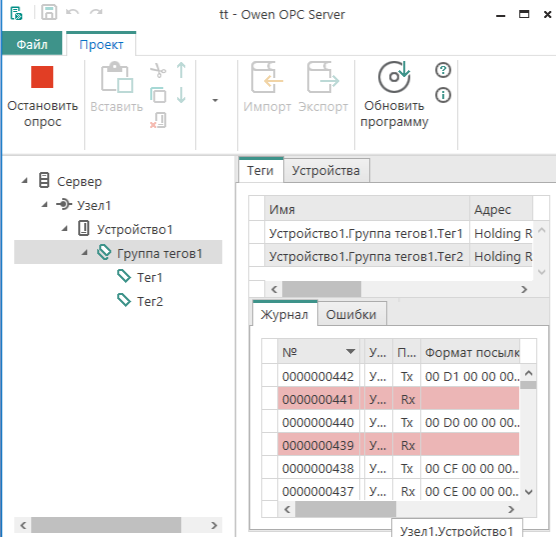 tt - Owen OPC Server
Файл
Проект
Остановить опрос
Вставить
Импорт
Экспорт
Обновить программу
Сервер
Узел1
Устройство1
Группа тегов1
Тег1
Тег2
Теги
Устройства
Имя Адрес
Устройство1.Группа тегов1.Тег1 Holding R
Устройство1.Группа тегов1.Тег2 Holding R
Журнал
Ошибки
№ У... П... Формат посылк
0000000442 У... Tx 00 D1 00 00 00..
0000000441 У... Rx
0000000440 У... Tx 00 D0 00 00 00..
0000000439 У... Rx
0000000438 У... Tx 00 CF 00 00 00..
0000000437 У... Rx 00 CE 00 00 00..
Узел1.Устройство1